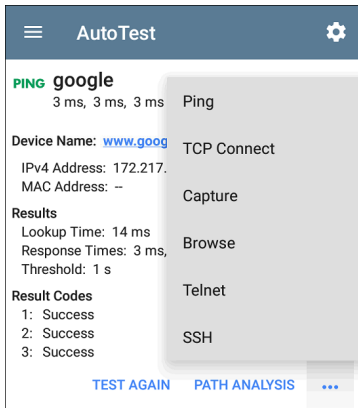 AutoTest
PING google
3 ms, 3 ms, 3 ms
Device Name: www.goog
IPv4 Address: 172.217.
MAC Address: --
Results
Lookup Time: 14 ms
Response Times: 3 ms,
Threshold: 1 s
Result Codes
1: Success
2: Success
3: Success
Ping
TCP Connect
Capture
Browse
Telnet
SSH
TEST AGAIN PATH ANALYSIS